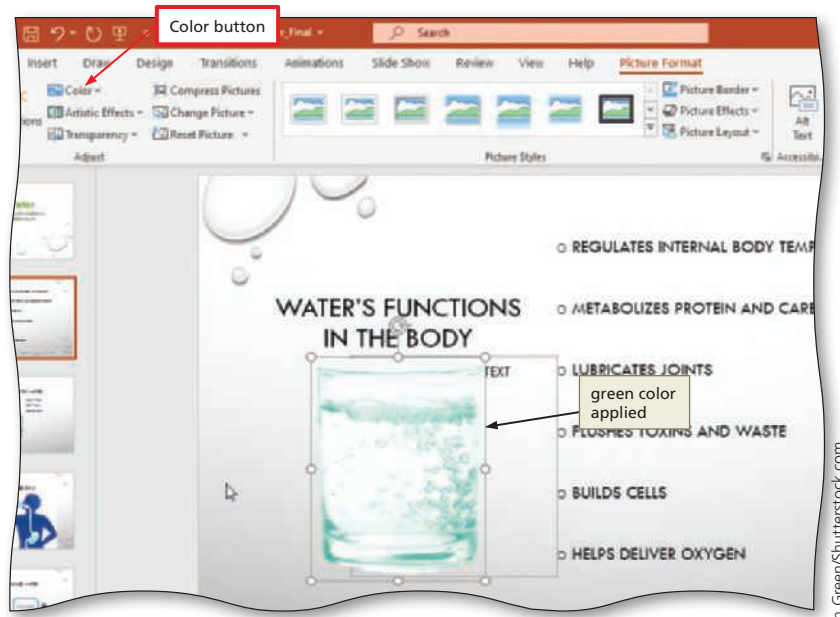 Color button
r_Final
Search
Insert Draw Design Transitions Animations Slide Show Review View Help Picture Format
Color
Compress Pictures
Picture Border
Artistic Effects
Change Picture
Picture Effects
Transparency
Reset Picture
Picture Layout
Alt
Text
Adjust
Picture Styles
WATER'S FUNCTIONS
IN THE BODY
TEXT
REGULATES INTERNAL BODY TEMP
METABOLIZES PROTEIN AND CARB
LUBRICATES JOINTS
green color
applied
FLUSHES TOXINS AND WASTE
BUILDS CELLS
HELPS DELIVER OXYGEN
Green/Shutterstock.com